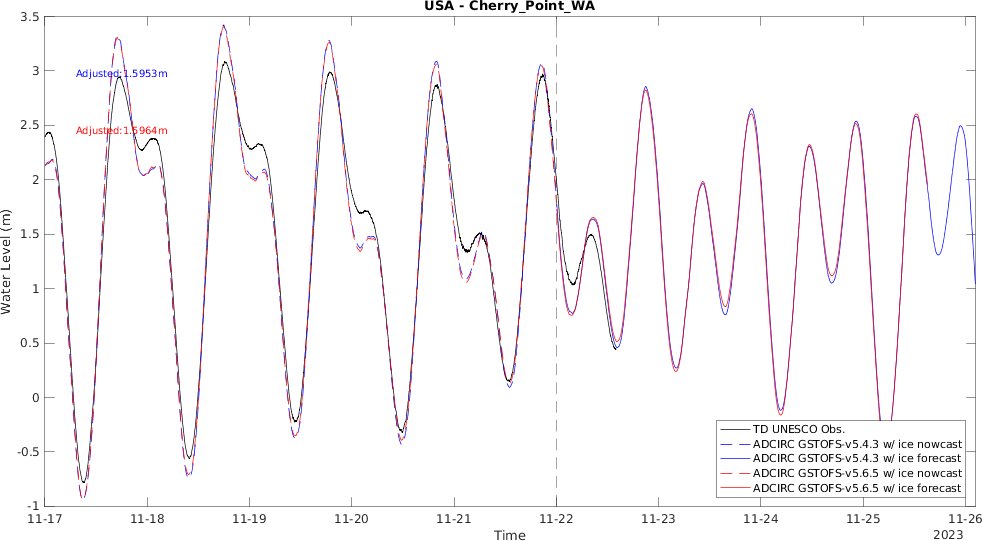 USA - Cherry_Point_WA
3.5
3
2.5
2
1.5
1
0.5
0
-0.5
-1
Water Level (m)
Adjusted:1.5953m
Adjusted:1.5964m
TD UNESCO Obs.
ADCIRC GSTOFS-v5.4.3 w/ ice nowcast
ADCIRC GSTOFS-v5.4.3 w/ ice forecast
ADCIRC GSTOFS-v5.6.5 w/ ice nowcast
ADCIRC GSTOFS-v5.6.5 w/ ice forecast
11-17 11-18 11-19 11-20 11-21 11-22 11-23 11-24 11-25 11-26
Time
2023